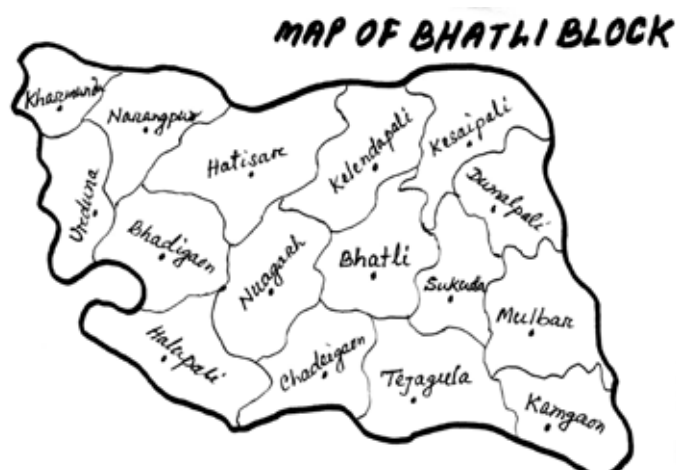 MAP OF BHATLI BLOCK
Kharmunda
Narangpur
Hatisare
Kelendapali
Kesaipali
Dumalpali
Urduna
Bhadigaon
Nuagarh
Bhatli
Sukuda
Mulbar
Halupali
Chadeigaon
Tejagula
Kamgaon